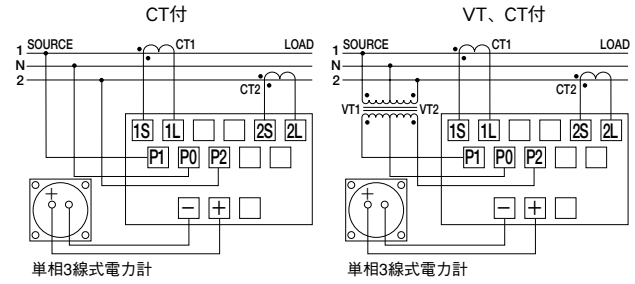 CT付
1 SOURCE CT1 LOAD
N
2
CT2
1S 1L 2S 2L
P1 P0 P2
+ − +
単相3線式電力計
VT、CT付
1 SOURCE CT1 LOAD
N
2
CT2
VT1 VT2
1S 1L 2S 2L
P1 P0 P2
+ − +
単相3線式電力計